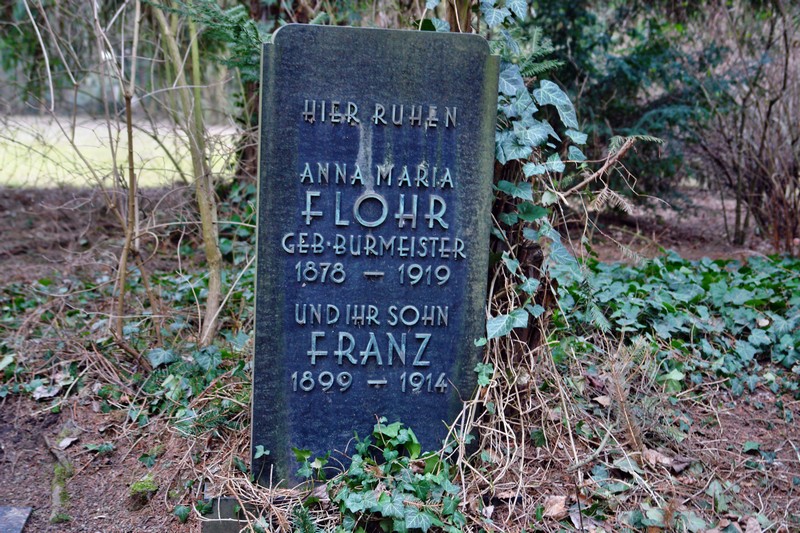 HIER RUHEN
ANNA MARIA
FLOHR
GEB·BURMEISTER
1878 – 1919
UND IHR SOHN
FRANZ
1899 – 1914